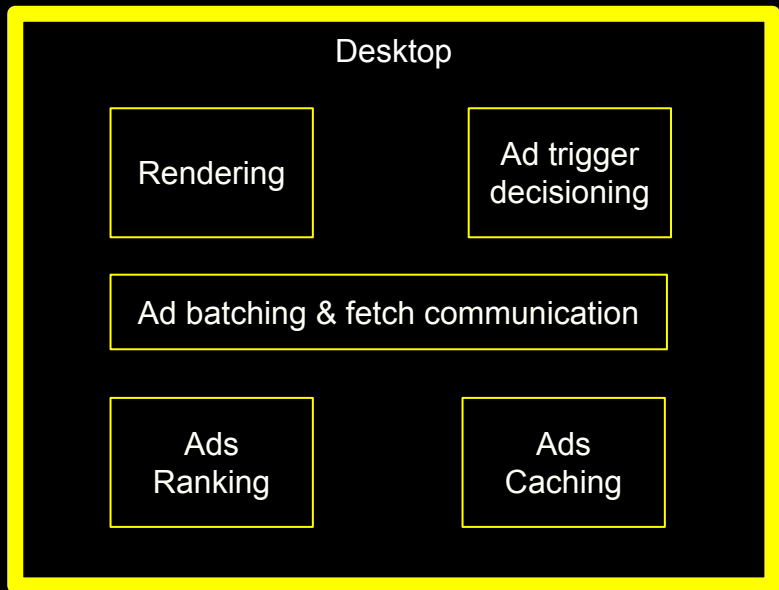 Desktop
Rendering
Ad trigger
decisioning
Ad batching & fetch communication
Ads
Ranking
Ads
Caching